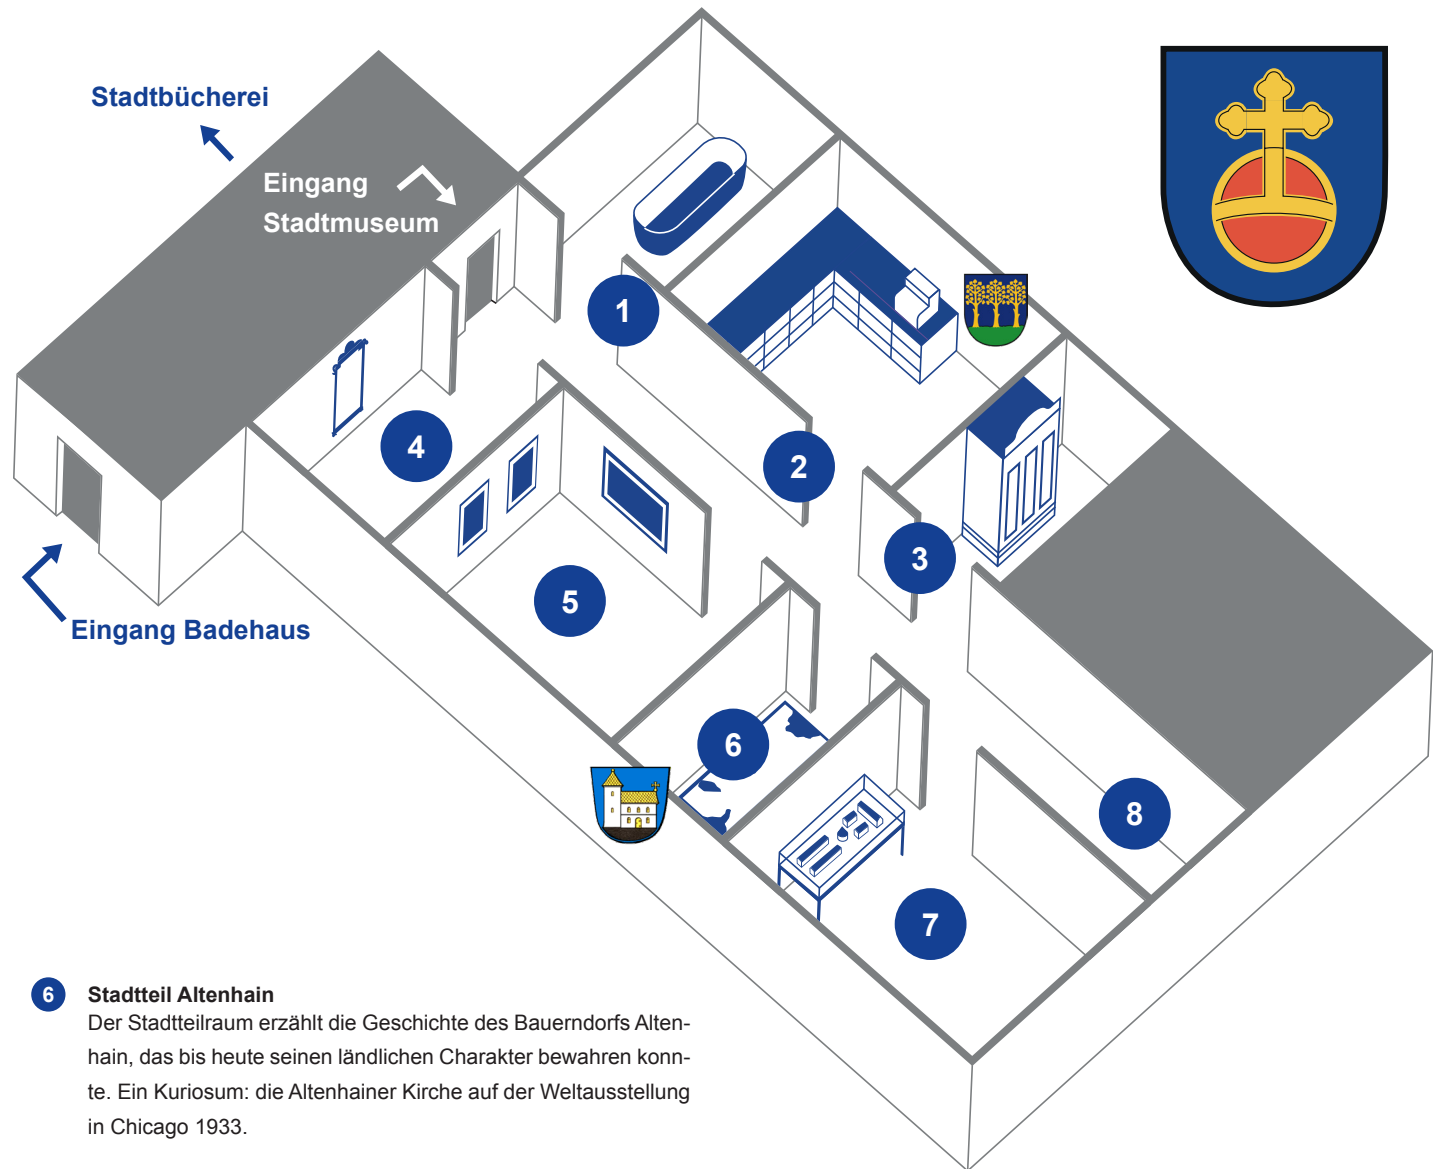 Stadtbücherei
Eingang
Stadtmuseum
1
2
4
3
5
Eingang Badehaus
6
8
7
6 Stadtteil Altenhain
Der Stadtteilraum erzählt die Geschichte des Bauerndorfs Alten-
hain, das bis heute seinen ländlichen Charakter bewahren konn-
te. Ein Kuriosum: die Altenhainer Kirche auf der Weltausstellung
in Chicago 1933.